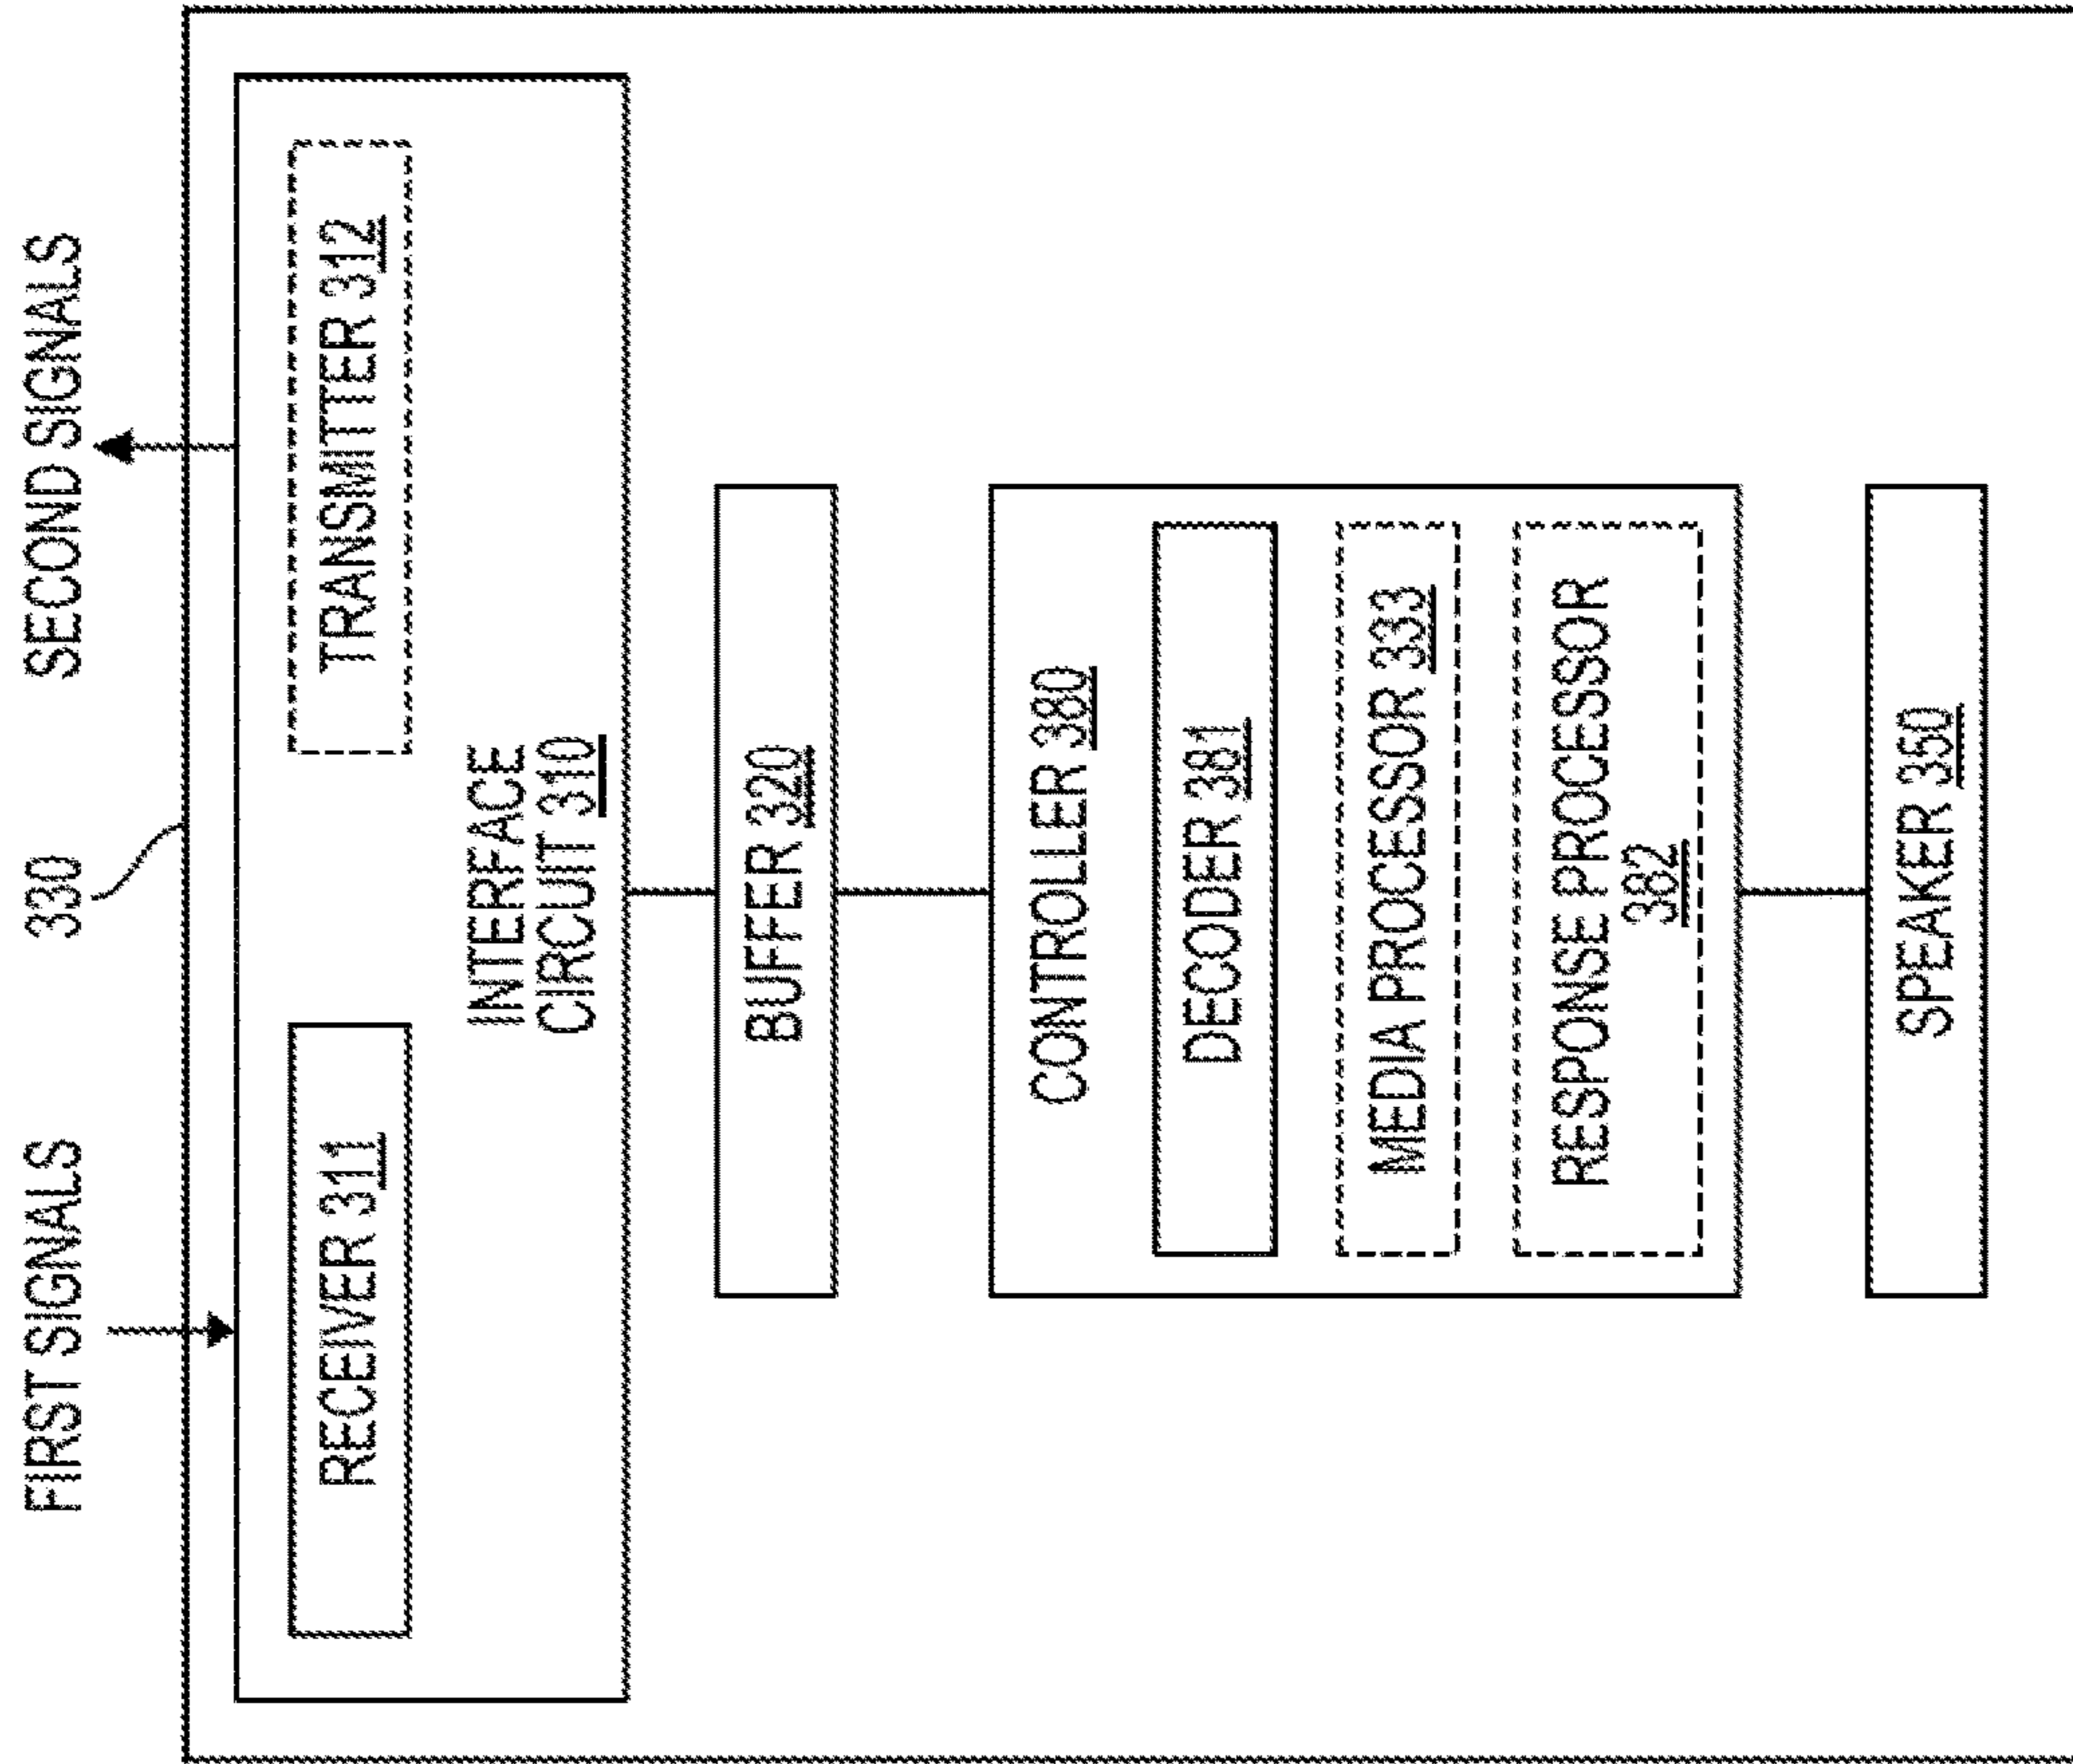 FIRST SIGNALS
330
SECOND SIGNALS
RECEIVER 311
TRANSMITTER 312
INTERFACE
CIRCUIT 310
BUFFER 320
CONTROLLER 380
DECODER 381
MEDIA PROCESSOR 333
RESPONSE PROCESSOR
382
SPEAKER 350